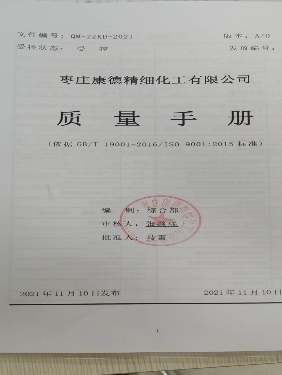 文件编号：QM-ZZKD-2021 版本：A/0
受控状态：受 控 发放编号：
枣庄康德精细化工有限公司
质 量 手 册
(依据 GB/T 19001-2016/ISO 9001:2015 标准)
编 制：综合部
审核人：
批准人：马雷
2021 年 11 月 10 日发布 2021 年 11 月 10 日
1